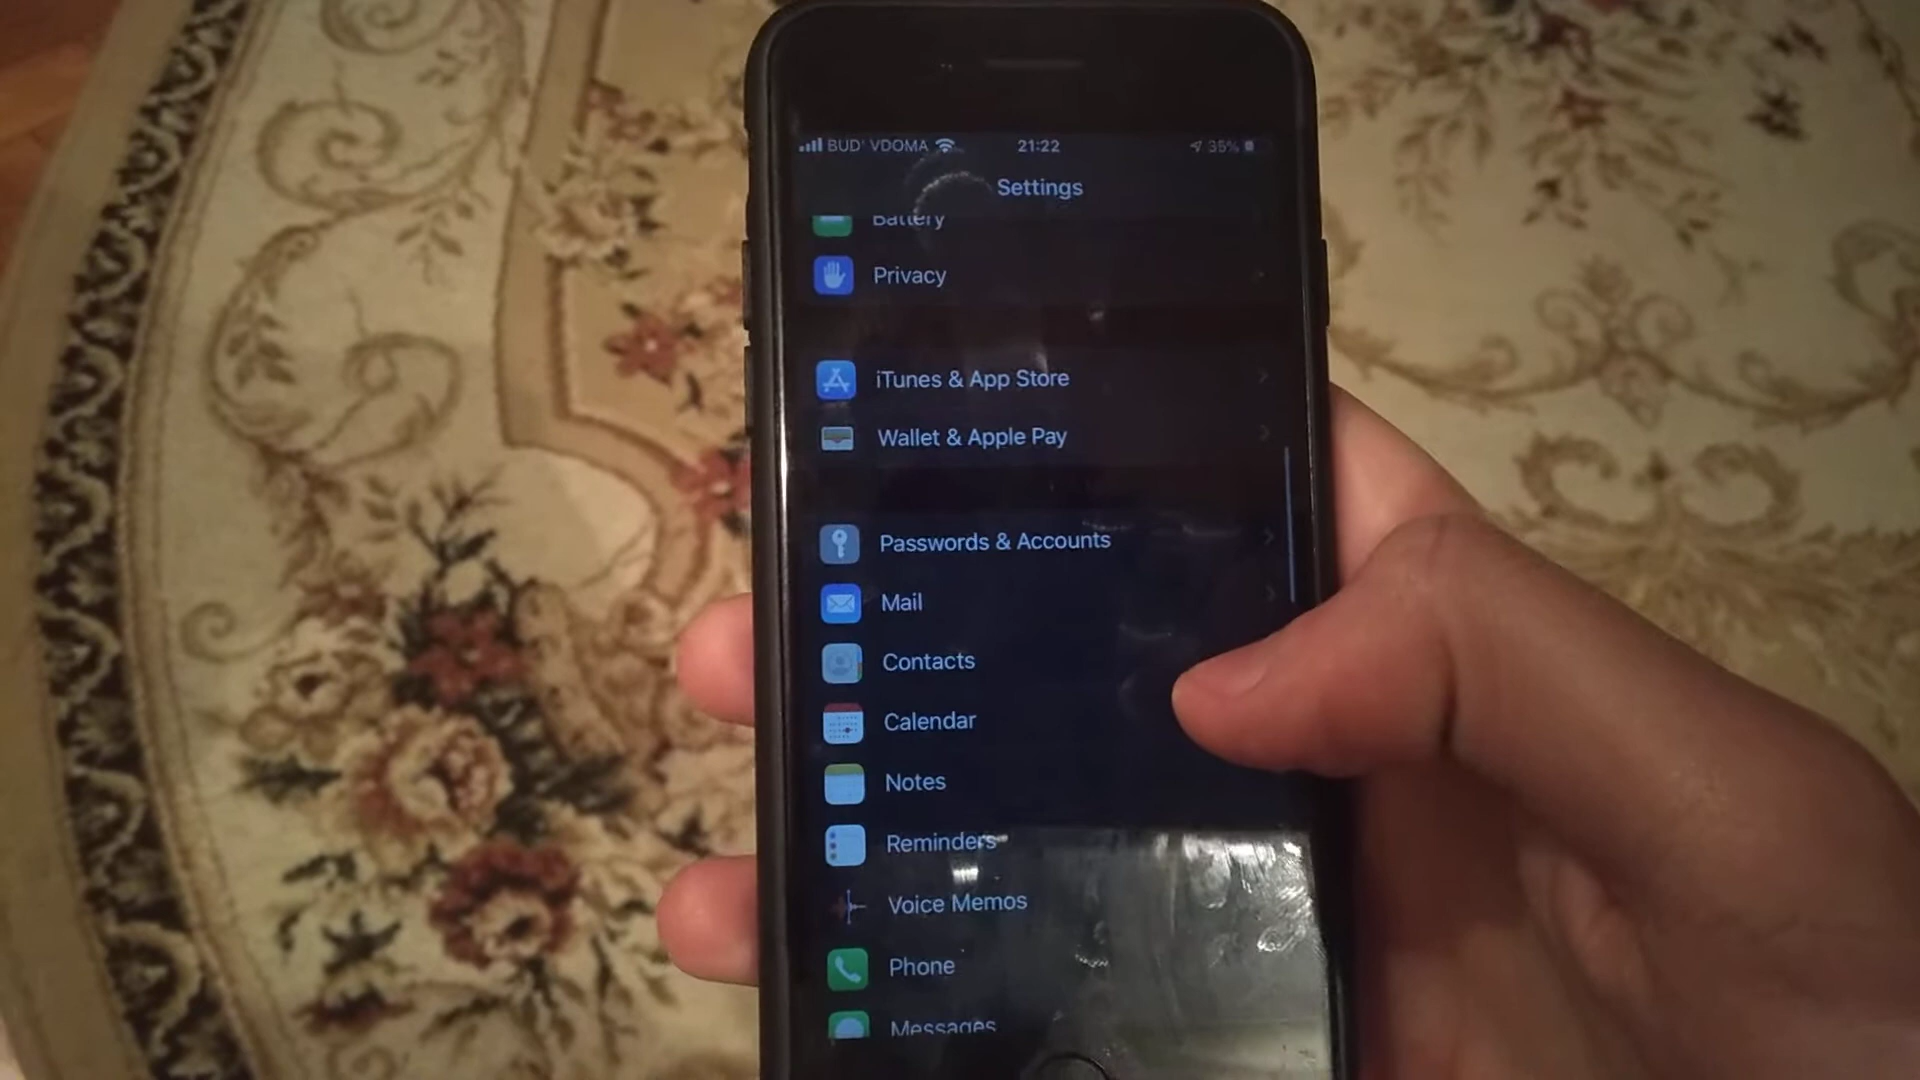 BUD' VDOMA 21:22 35%
Settings
Battery
Privacy
iTunes & App Store
Wallet & Apple Pay
Passwords & Accounts
Mail
Contacts
Calendar
Notes
Reminders
Voice Memos
Phone
Messages